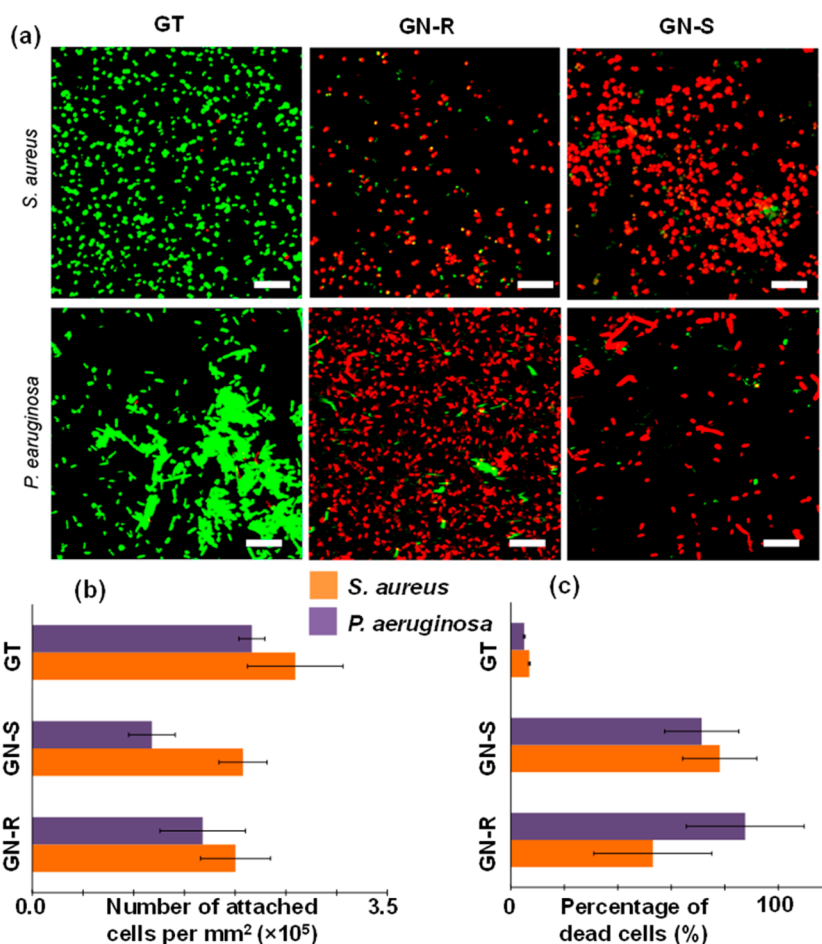 GT GN-R GN-S
(a)
S. aureus
P. earuginosa
(b) S. aureus (c)
P. aeruginosa
GT GT
GN-S GN-S
GN-R GN-R
0.0 Number of attached 3.5 0 Percentage of 100
cells per mm² (×10⁵) dead cells (%)